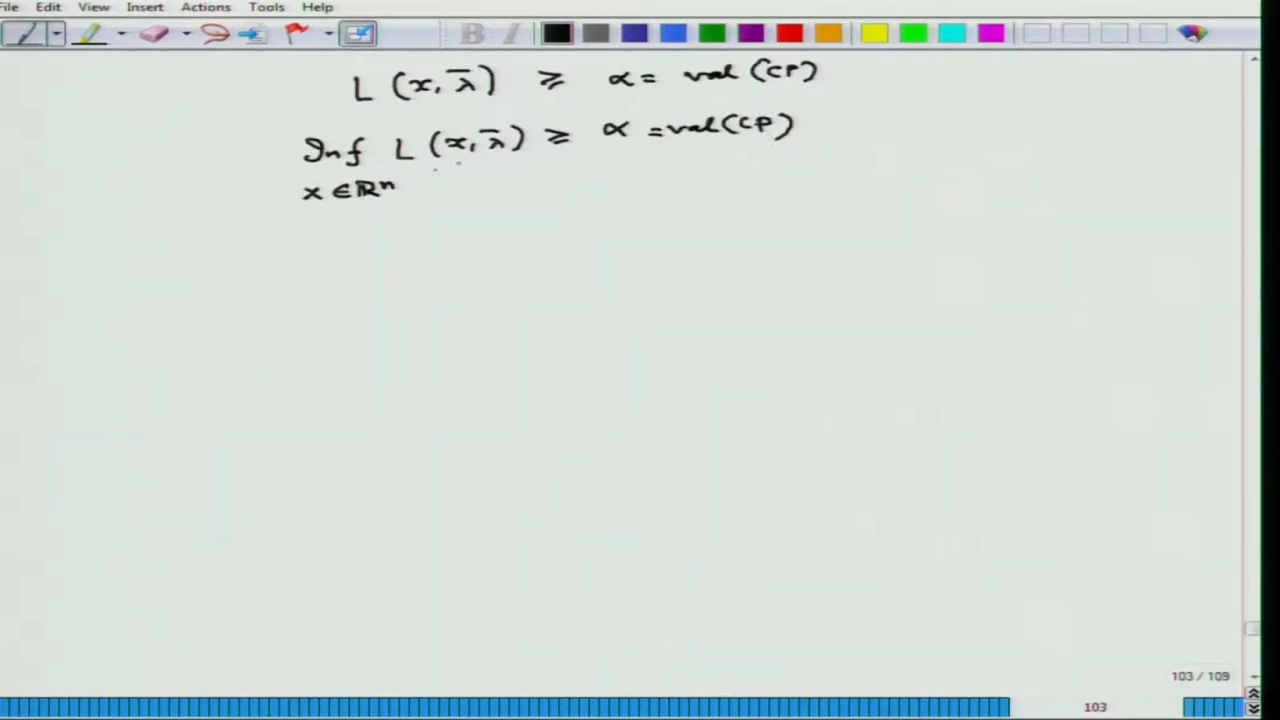 File Edit View Insert Actions Tools Help
B I
L (x, λ̅) ≥ α = val (CP)
Inf L (x, λ̅) ≥ α = val(CP)
x ∈ ℝⁿ
103 / 109
103